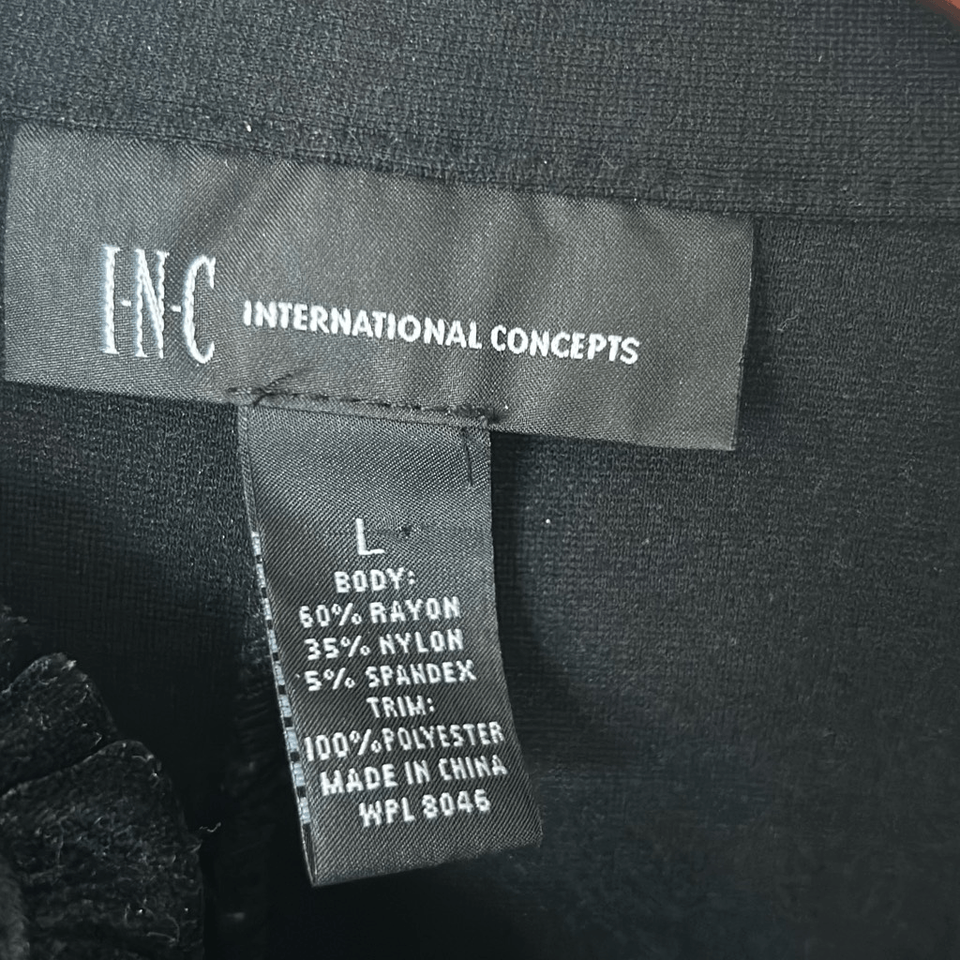 I-N-C INTERNATIONAL CONCEPTS
L
BODY:
60% RAYON
35% NYLON
5% SPANDEX
TRIM:
100% POLYESTER
MADE IN CHINA
WPL 8046